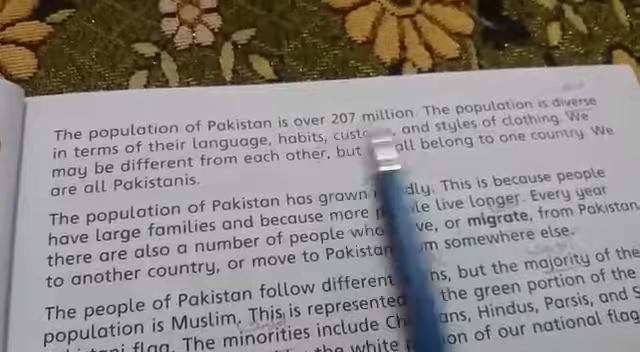 The population of Pakistan is over 207 million. The population is diverse
in terms of their language, habits, and styles of clothing. We
may be different from each other, but all belong to one country. We
are all Pakistanis.
The population of Pakistan has grown This is because people
have large families and because more live longer. Every year
there are also a number of people who or migrate, from Pakistan
to another country, or move to Pakistan somewhere else.
The people of Pakistan follow different but the majority of the
population is Muslim. This is represented the green portion of the
flag. The minorities include Hindus, Parsis, and
the white of our national flag